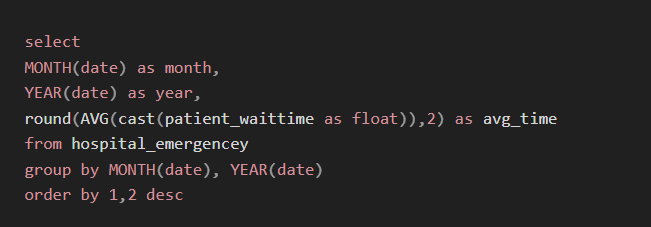 select
MONTH(date) as month,
YEAR(date) as year,
round(AVG(cast(patient_waittime as float)),2) as avg_time
from hospital_emergencey
group by MONTH(date), YEAR(date)
order by 1,2 desc